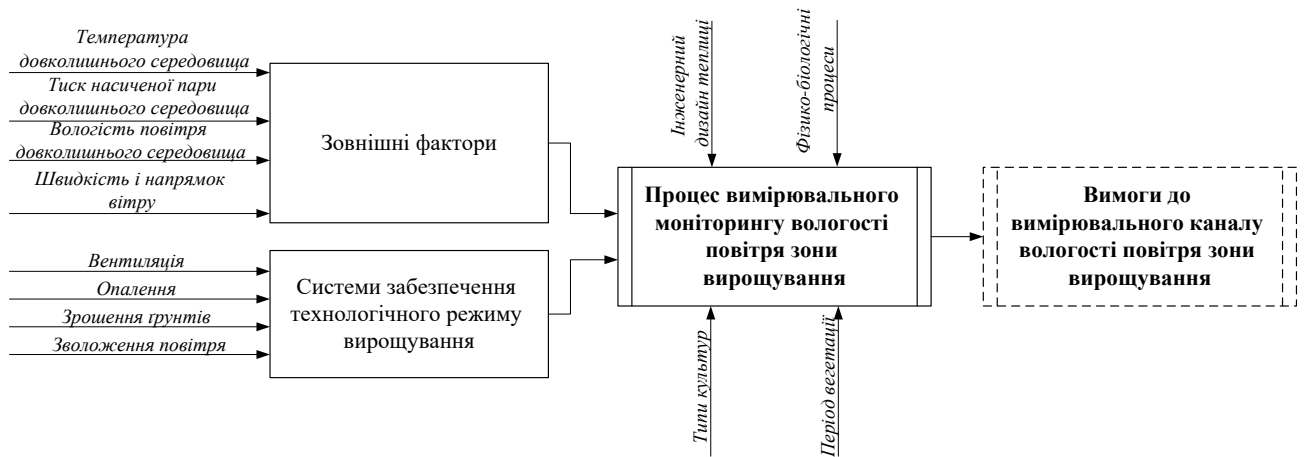 Температура
довколишнього середовища
Тиск насиченої пари
довколишнього середовища
Вологість повітря
довколишнього середовища
Швидкість і напрямок
вітру
Зовнішні фактори
Вентиляція
Опалення
Зрошення ґрунтів
Зволоження повітря
Системи забезпечення
технологічного режиму
вирощування
Інженерний
дизайн теплиці
Фізико-біологічні
процеси
Процес вимірювального
моніторингу вологості
повітря зони
вирощування
Типи культур
Період вегетації
Вимоги до
вимірювального каналу
вологості повітря зони
вирощування